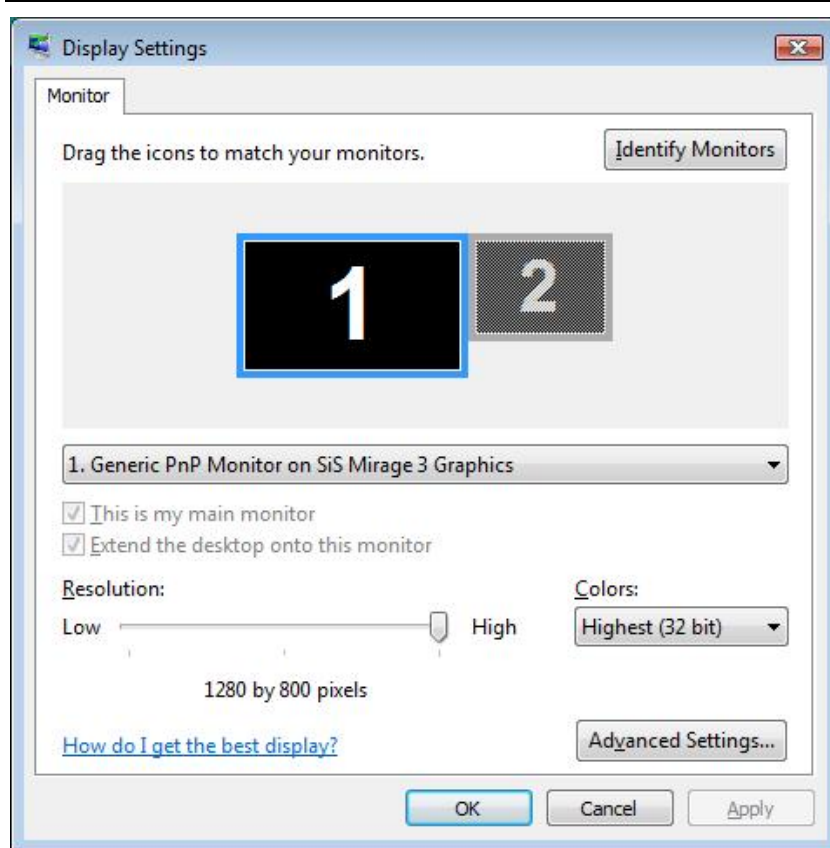 Display Settings
Monitor
Drag the icons to match your monitors.
Identify Monitors
1
2
1. Generic PnP Monitor on SiS Mirage 3 Graphics
This is my main monitor
Extend the desktop onto this monitor
Resolution:
Colors:
Low
High
Highest (32 bit)
1280 by 800 pixels
How do I get the best display?
Advanced Settings...
OK
Cancel
Apply